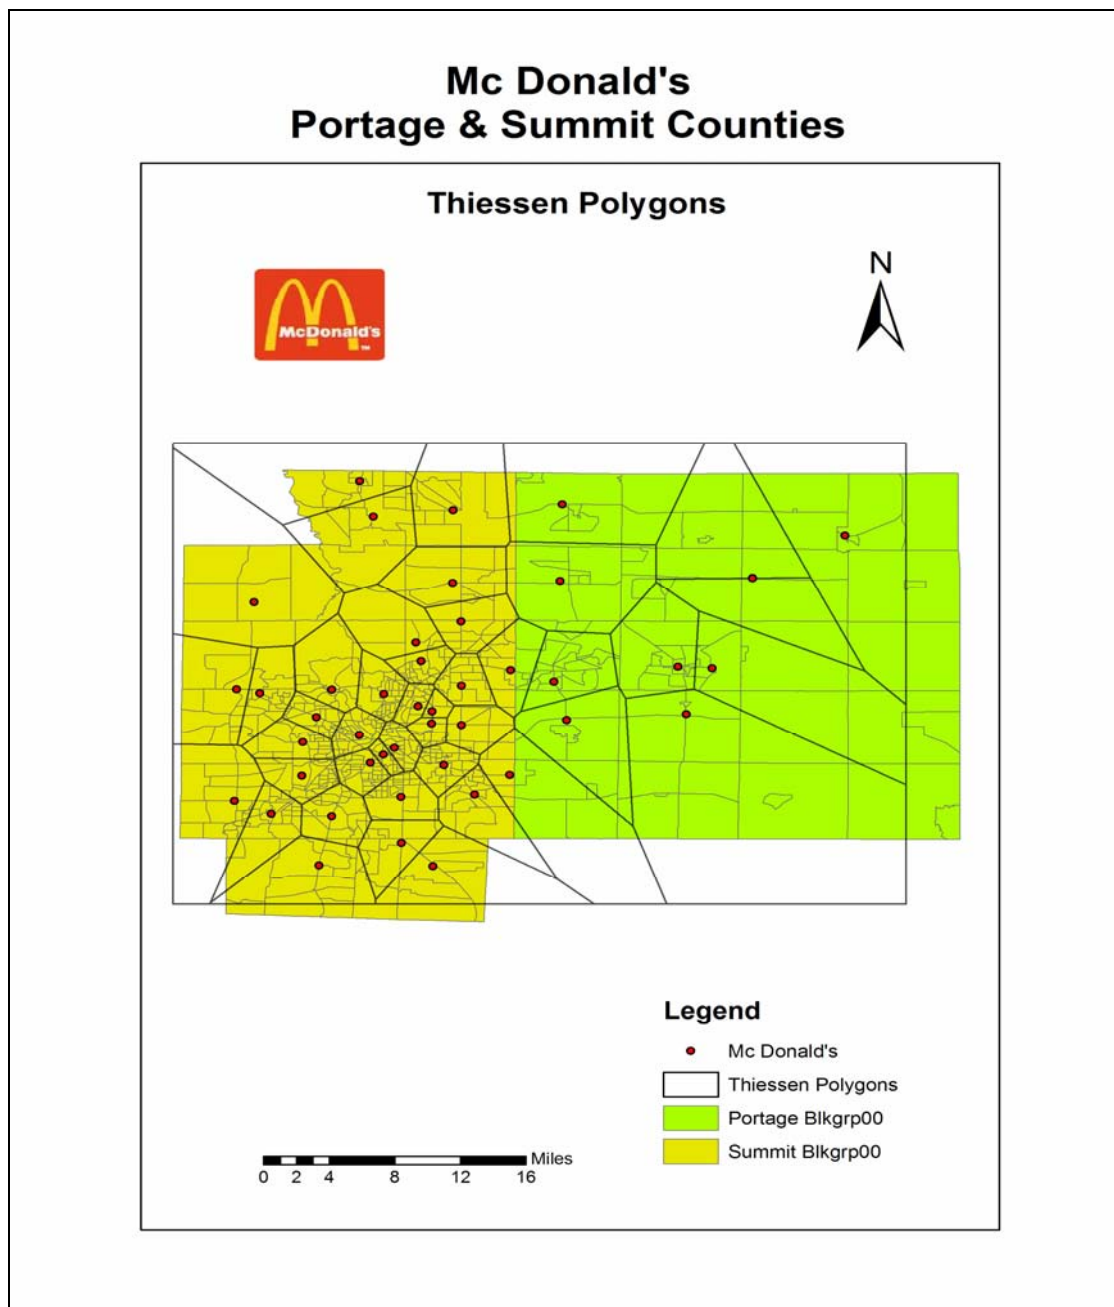 Mc Donald's
Portage & Summit Counties
Thiessen Polygons
McDonald's
TM
N
Legend
Mc Donald's
Thiessen Polygons
Portage Blkgrp00
Summit Blkgrp00
Miles
0 2 4 8 12 16